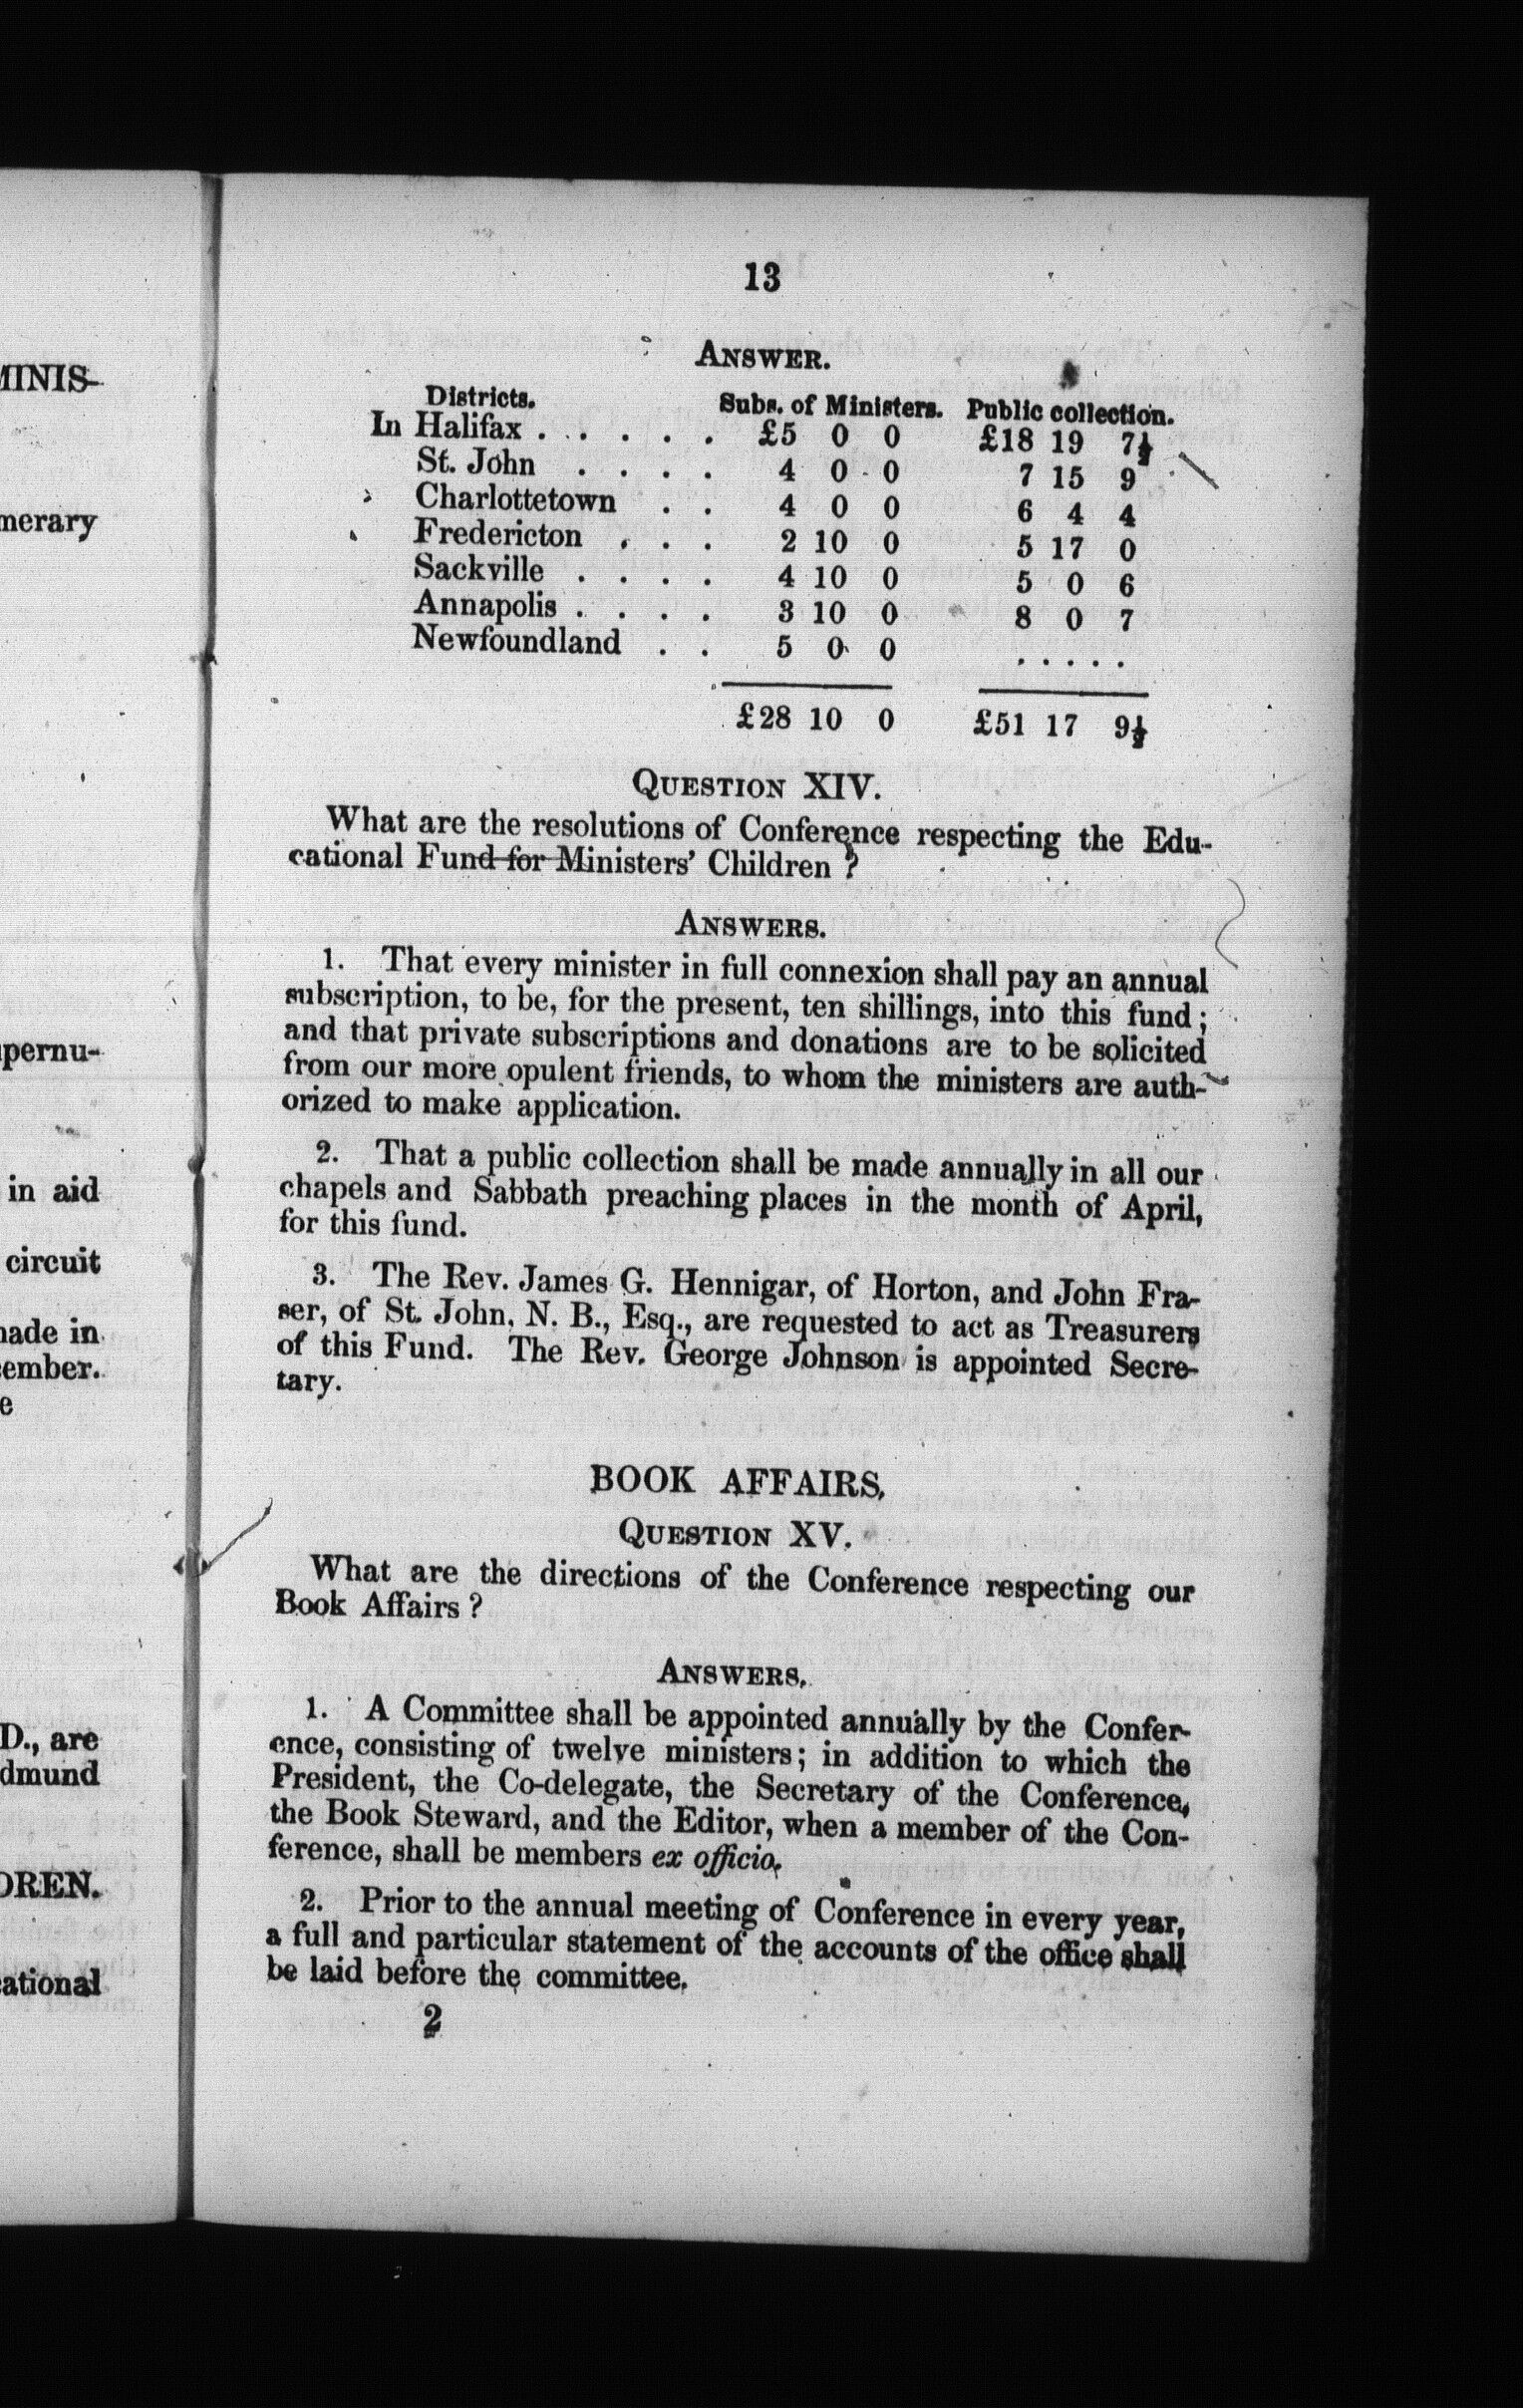 MINIS-
merary
pernu-
in aid
circuit
made in
ember.
e
D., are
dmund
DREN.
ational
13
ANSWER.
Districts. Subs. of Ministers. Public collection.
In Halifax . . . . . . £5 0 0 £18 19 7½
St. John . . . . 4 0 0 7 15 9
Charlottetown . . 4 0 0 6 4 4
Fredericton . . . 2 10 0 5 17 0
Sackville . . . . 4 10 0 5 0 6
Annapolis . . . . 3 10 0 8 0 7
Newfoundland . . 5 0 0 . . . . .
£28 10 0 £51 17 9½
QUESTION XIV.
What are the resolutions of Conference respecting the Edu-
cational Fund for Ministers' Children ?
ANSWERS.
1. That every minister in full connexion shall pay an annual
subscription, to be, for the present, ten shillings, into this fund ;
and that private subscriptions and donations are to be solicited
from our more opulent friends, to whom the ministers are auth-
orized to make application.
2. That a public collection shall be made annually in all our
chapels and Sabbath preaching places in the month of April,
for this fund.
3. The Rev. James G. Hennigar, of Horton, and John Fra-
ser, of St. John, N. B., Esq., are requested to act as Treasurers
of this Fund. The Rev. George Johnson is appointed Secre-
tary.
BOOK AFFAIRS.
QUESTION XV.
What are the directions of the Conference respecting our
Book Affairs ?
ANSWERS.
1. A Committee shall be appointed annually by the Confer-
ence, consisting of twelve ministers; in addition to which the
President, the Co-delegate, the Secretary of the Conference,
the Book Steward, and the Editor, when a member of the Con-
ference, shall be members ex officio.
2. Prior to the annual meeting of Conference in every year,
a full and particular statement of the accounts of the office shall
be laid before the committee.
2